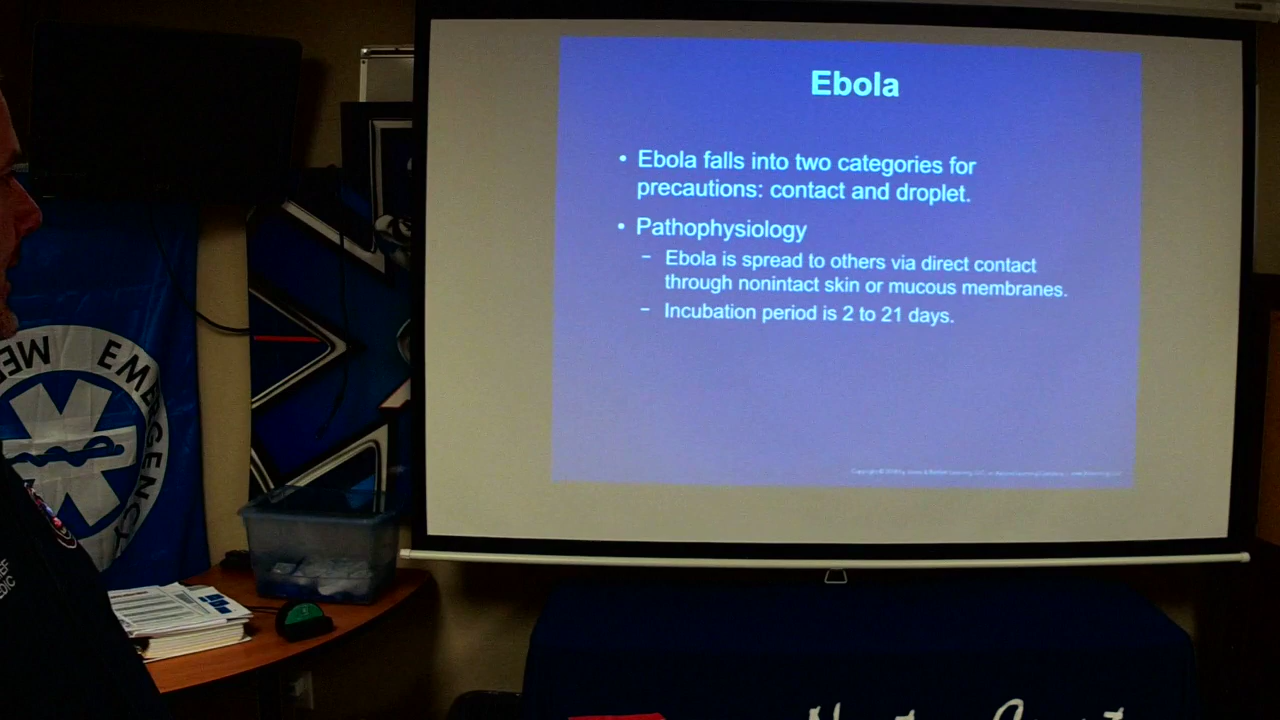 Ebola
• Ebola falls into two categories for
precautions: contact and droplet.
• Pathophysiology
– Ebola is spread to others via direct contact
through nonintact skin or mucous membranes.
– Incubation period is 2 to 21 days.
EMERGENCY